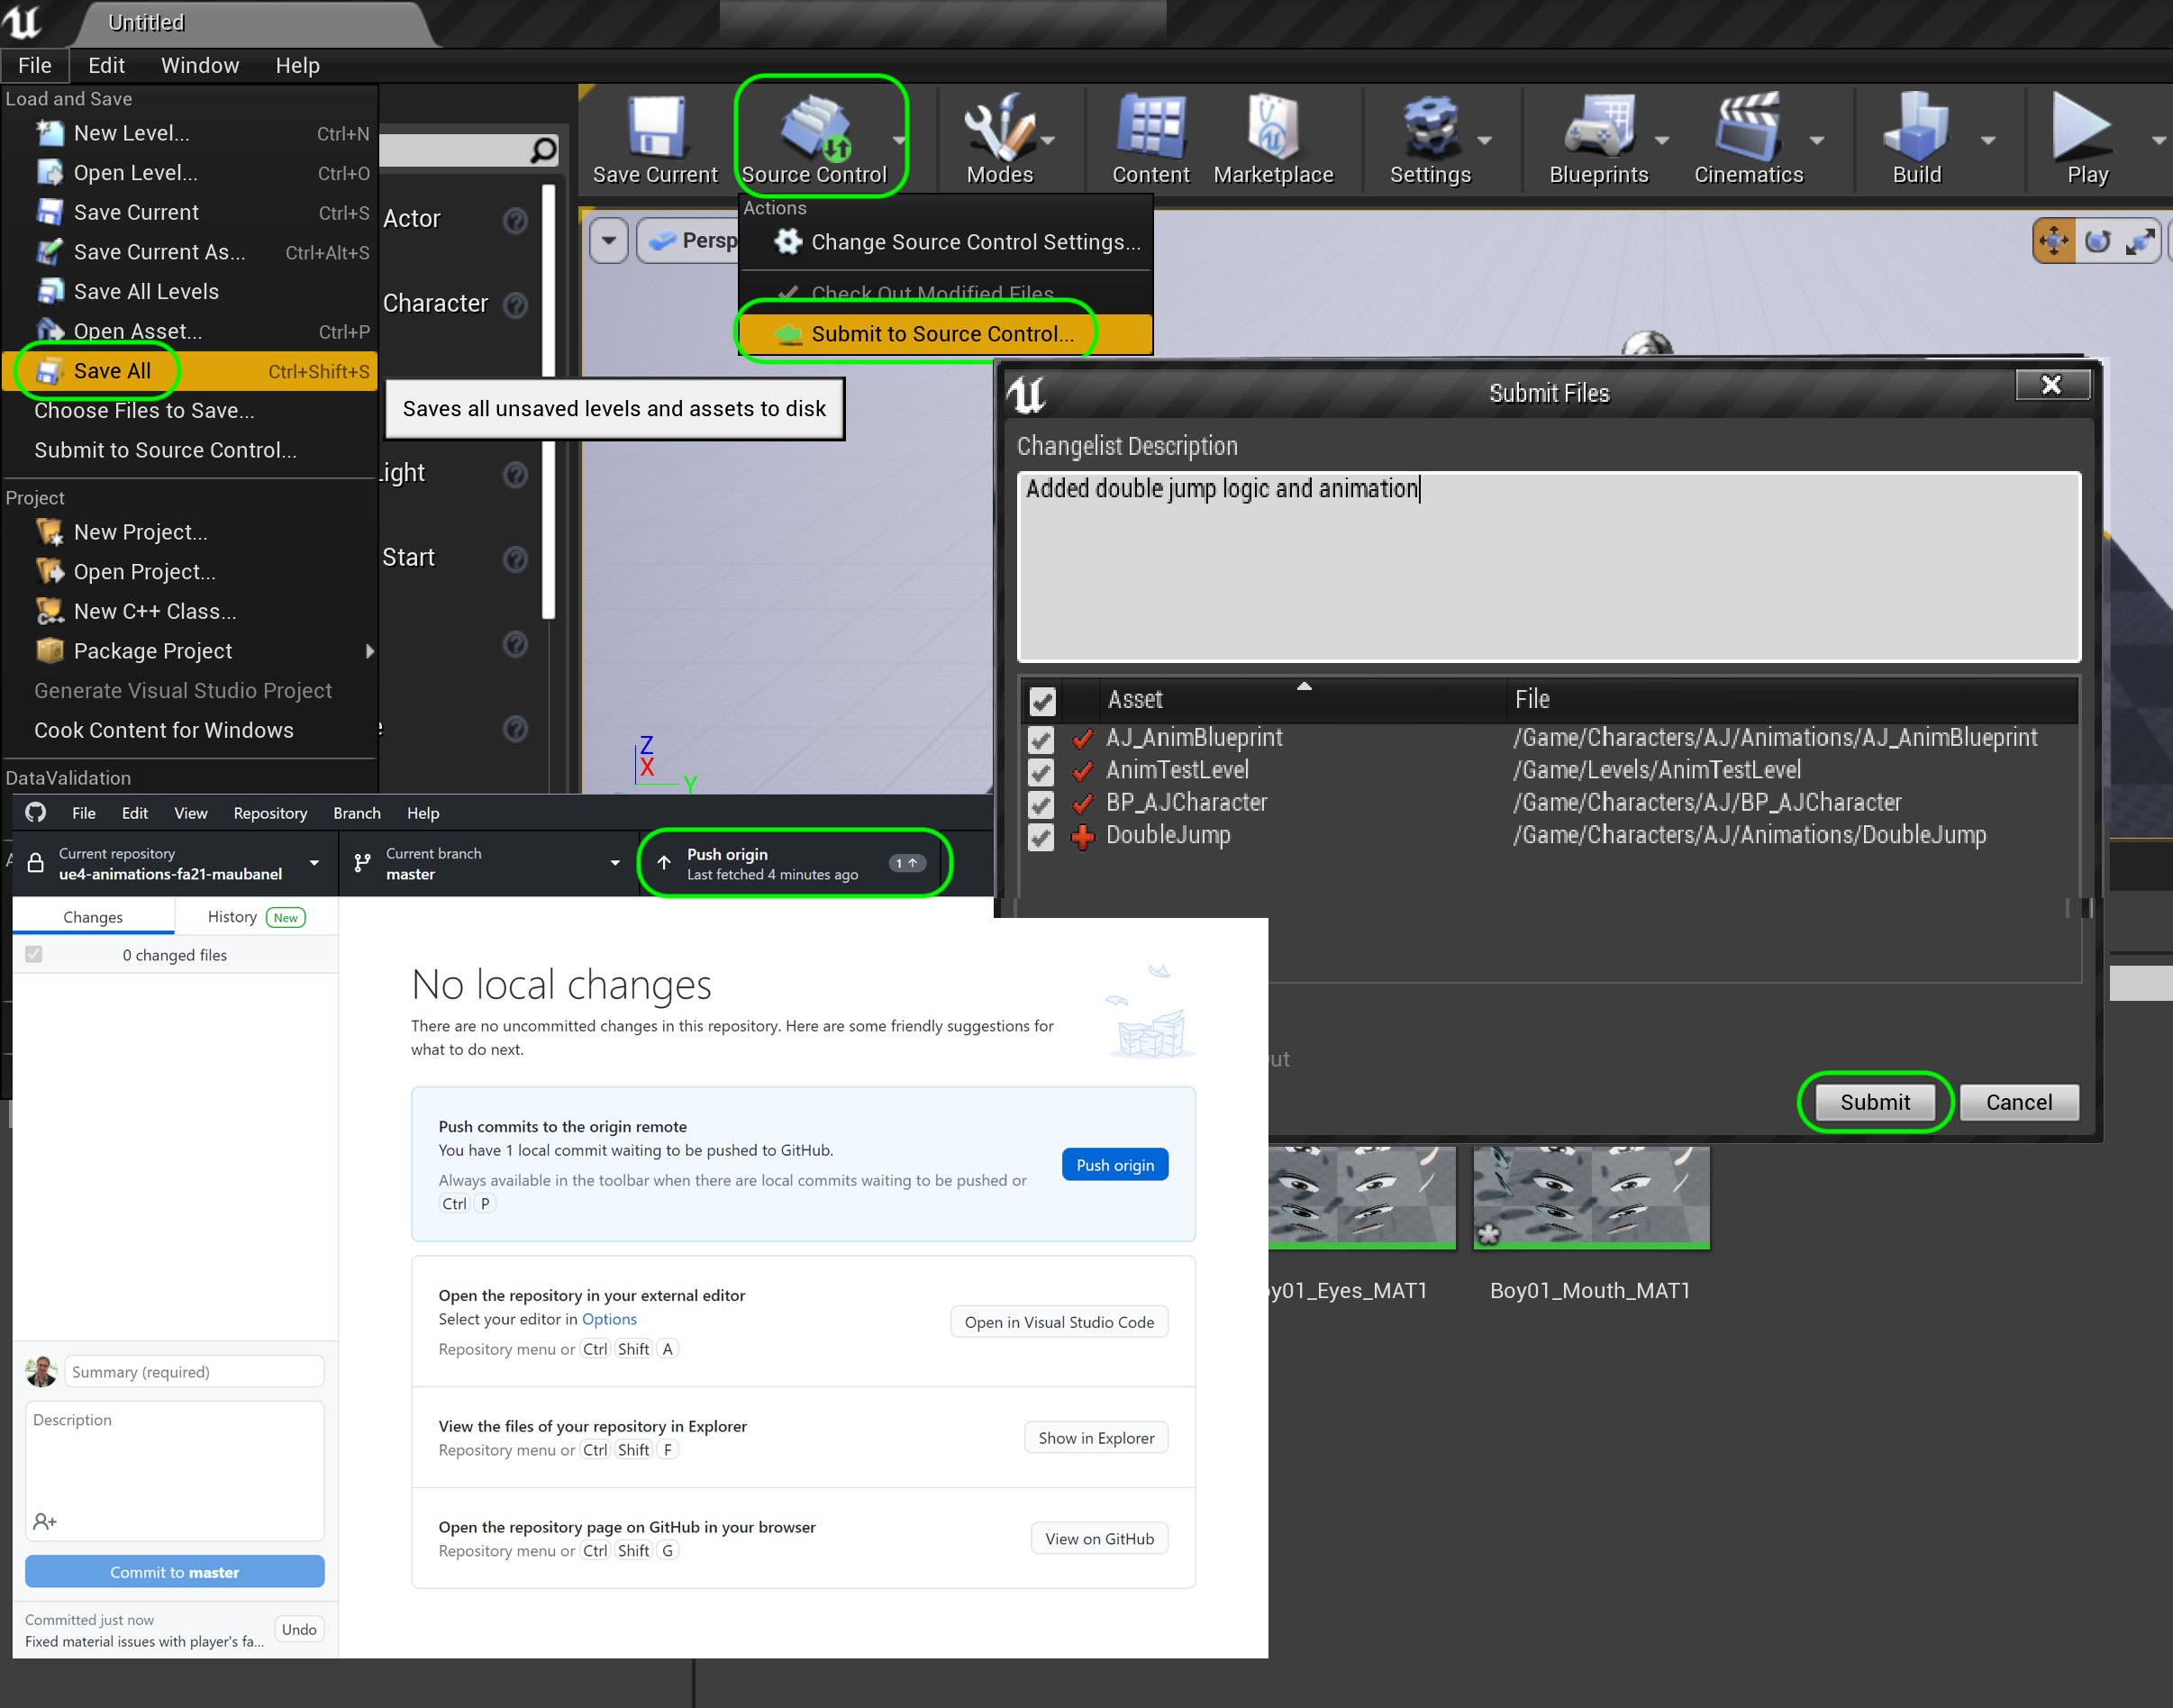 Untitled
File Edit Window Help
Load and Save
New Level... Ctrl+N
Open Level... Ctrl+O
Save Current Ctrl+S
Save Current As... Ctrl+Alt+S
Save All Levels
Open Asset... Ctrl+P
Save All Ctrl+Shift+S
Choose Files to Save...
Submit to Source Control...
Project
New Project...
Open Project...
New C++ Class...
Package Project
Generate Visual Studio Project
Cook Content for Windows
DataValidation
Saves all unsaved levels and assets to disk
Actor
Character
Light
Start
Save Current
Source Control
Modes
Content
Marketplace
Settings
Blueprints
Cinematics
Build
Play
Persp
Actions
Change Source Control Settings...
Check Out Modified Files
Submit to Source Control...
Z
X
Y
Submit Files
Changelist Description
Added double jump logic and animation
Asset File
AJ_AnimBlueprint /Game/Characters/AJ/Animations/AJ_AnimBlueprint
AnimTestLevel /Game/Levels/AnimTestLevel
BP_AJCharacter /Game/Characters/AJ/BP_AJCharacter
DoubleJump /Game/Characters/AJ/Animations/DoubleJump
Submit Cancel
File Edit View Repository Branch Help
Current repository
ue4-animations-fa21-maubanel
Current branch
master
Push origin
Last fetched 4 minutes ago
1
Changes
History New
0 changed files
No local changes
There are no uncommitted changes in this repository. Here are some friendly suggestions for
what to do next.
Push commits to the origin remote
You have 1 local commit waiting to be pushed to GitHub.
Always available in the toolbar when there are local commits waiting to be pushed or
Ctrl P
Push origin
Open the repository in your external editor
Select your editor in Options
Repository menu or Ctrl Shift A
Open in Visual Studio Code
View the files of your repository in Explorer
Repository menu or Ctrl Shift F
Show in Explorer
Open the repository page on GitHub in your browser
Repository menu or Ctrl Shift G
View on GitHub
Summary (required)
Description
Commit to master
Committed just now
Fixed material issues with player's fa...
Undo
y01_Eyes_MAT1
Boy01_Mouth_MAT1